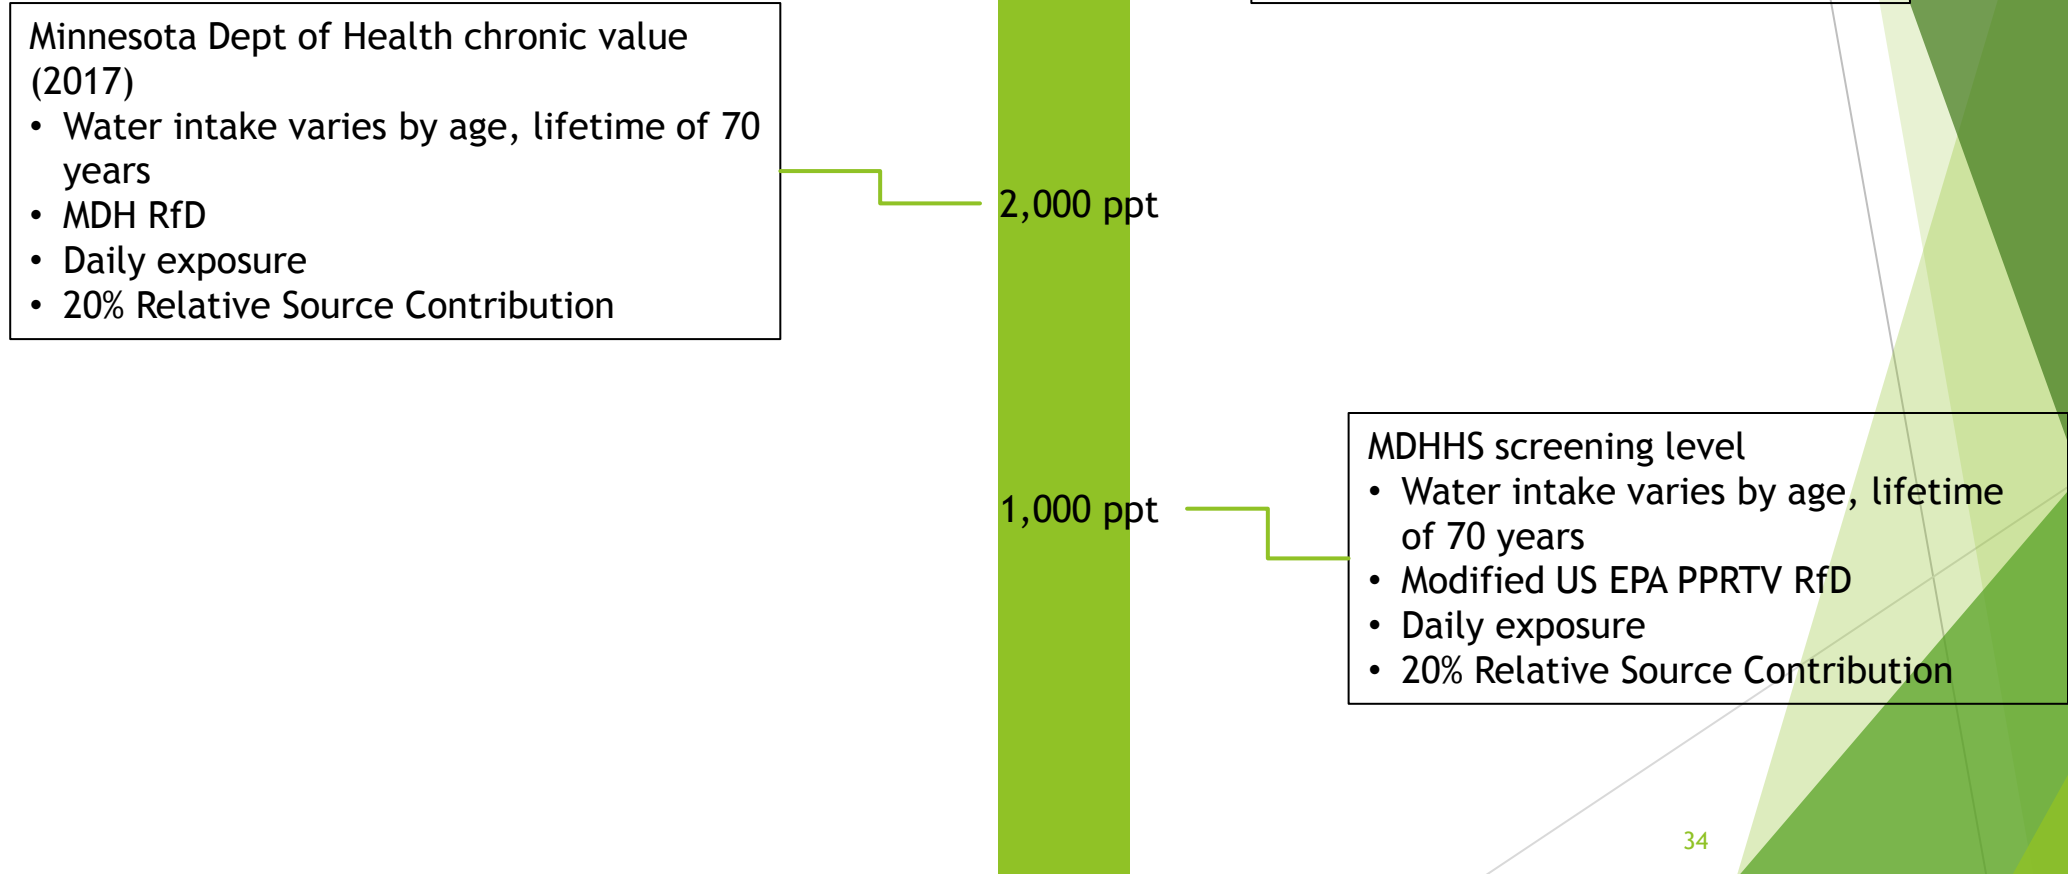 Minnesota Dept of Health chronic value
(2017)
• Water intake varies by age, lifetime of 70
years
• MDH RfD
• Daily exposure
• 20% Relative Source Contribution
2,000 ppt
1,000 ppt
MDHHS screening level
• Water intake varies by age, lifetime
of 70 years
• Modified US EPA PPRTV RfD
• Daily exposure
• 20% Relative Source Contribution
34